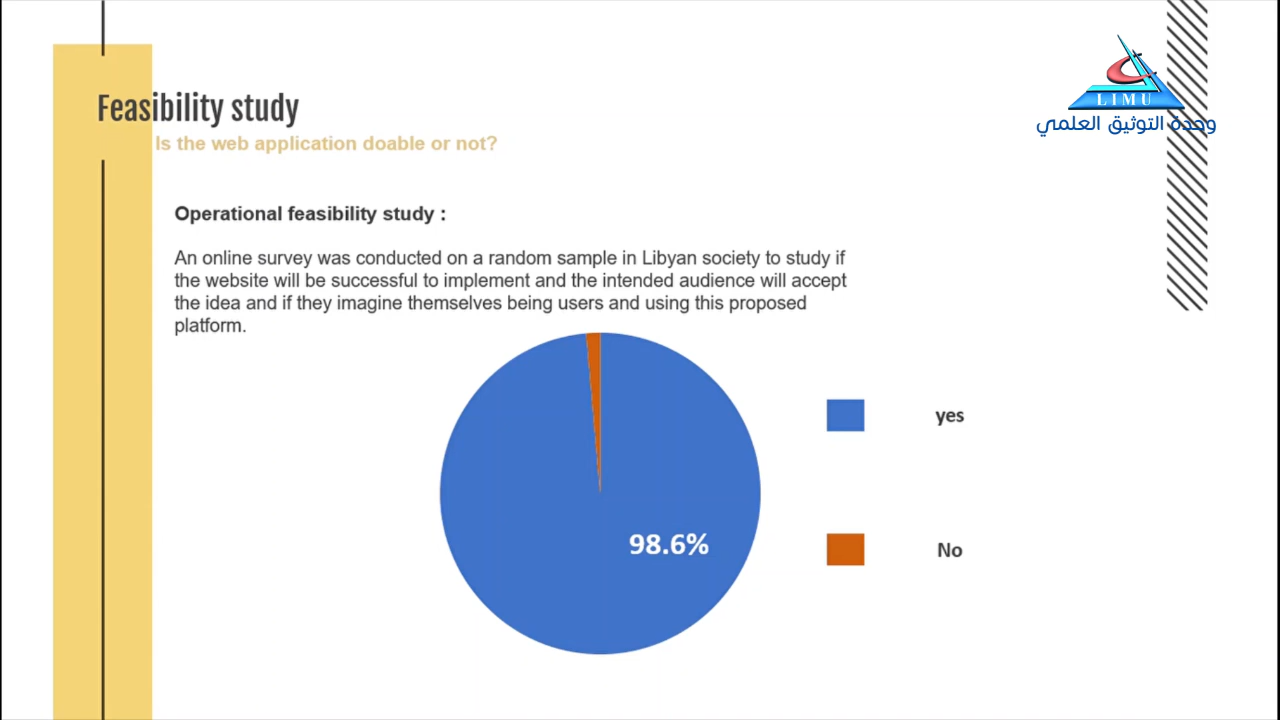 Feasibility study
Is the web application doable or not?
LIMU
وحدة التوثيق العلمي
Operational feasibility study :
An online survey was conducted on a random sample in Libyan society to study if
the website will be successful to implement and the intended audience will accept
the idea and if they imagine themselves being users and using this proposed
platform.
yes
98.6%
No